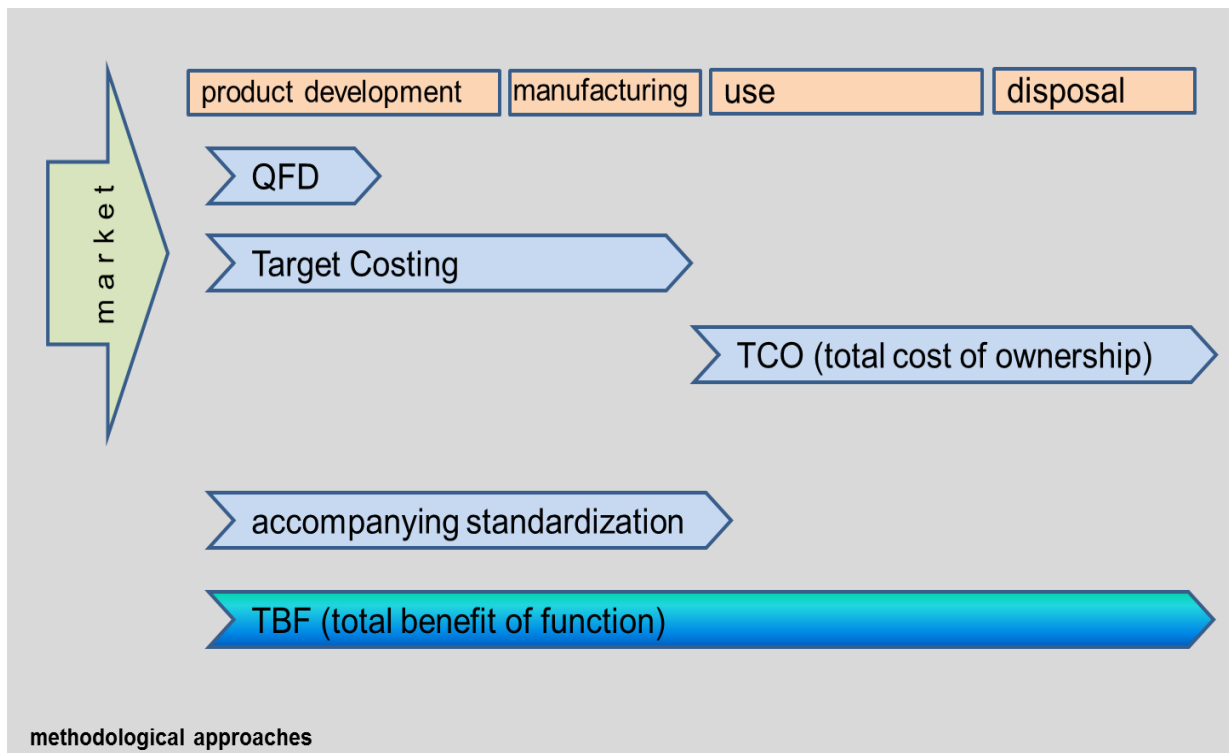 product development
manufacturing
use
disposal
market
QFD
Target Costing
TCO (total cost of ownership)
accompanying standardization
TBF (total benefit of function)
methodological approaches